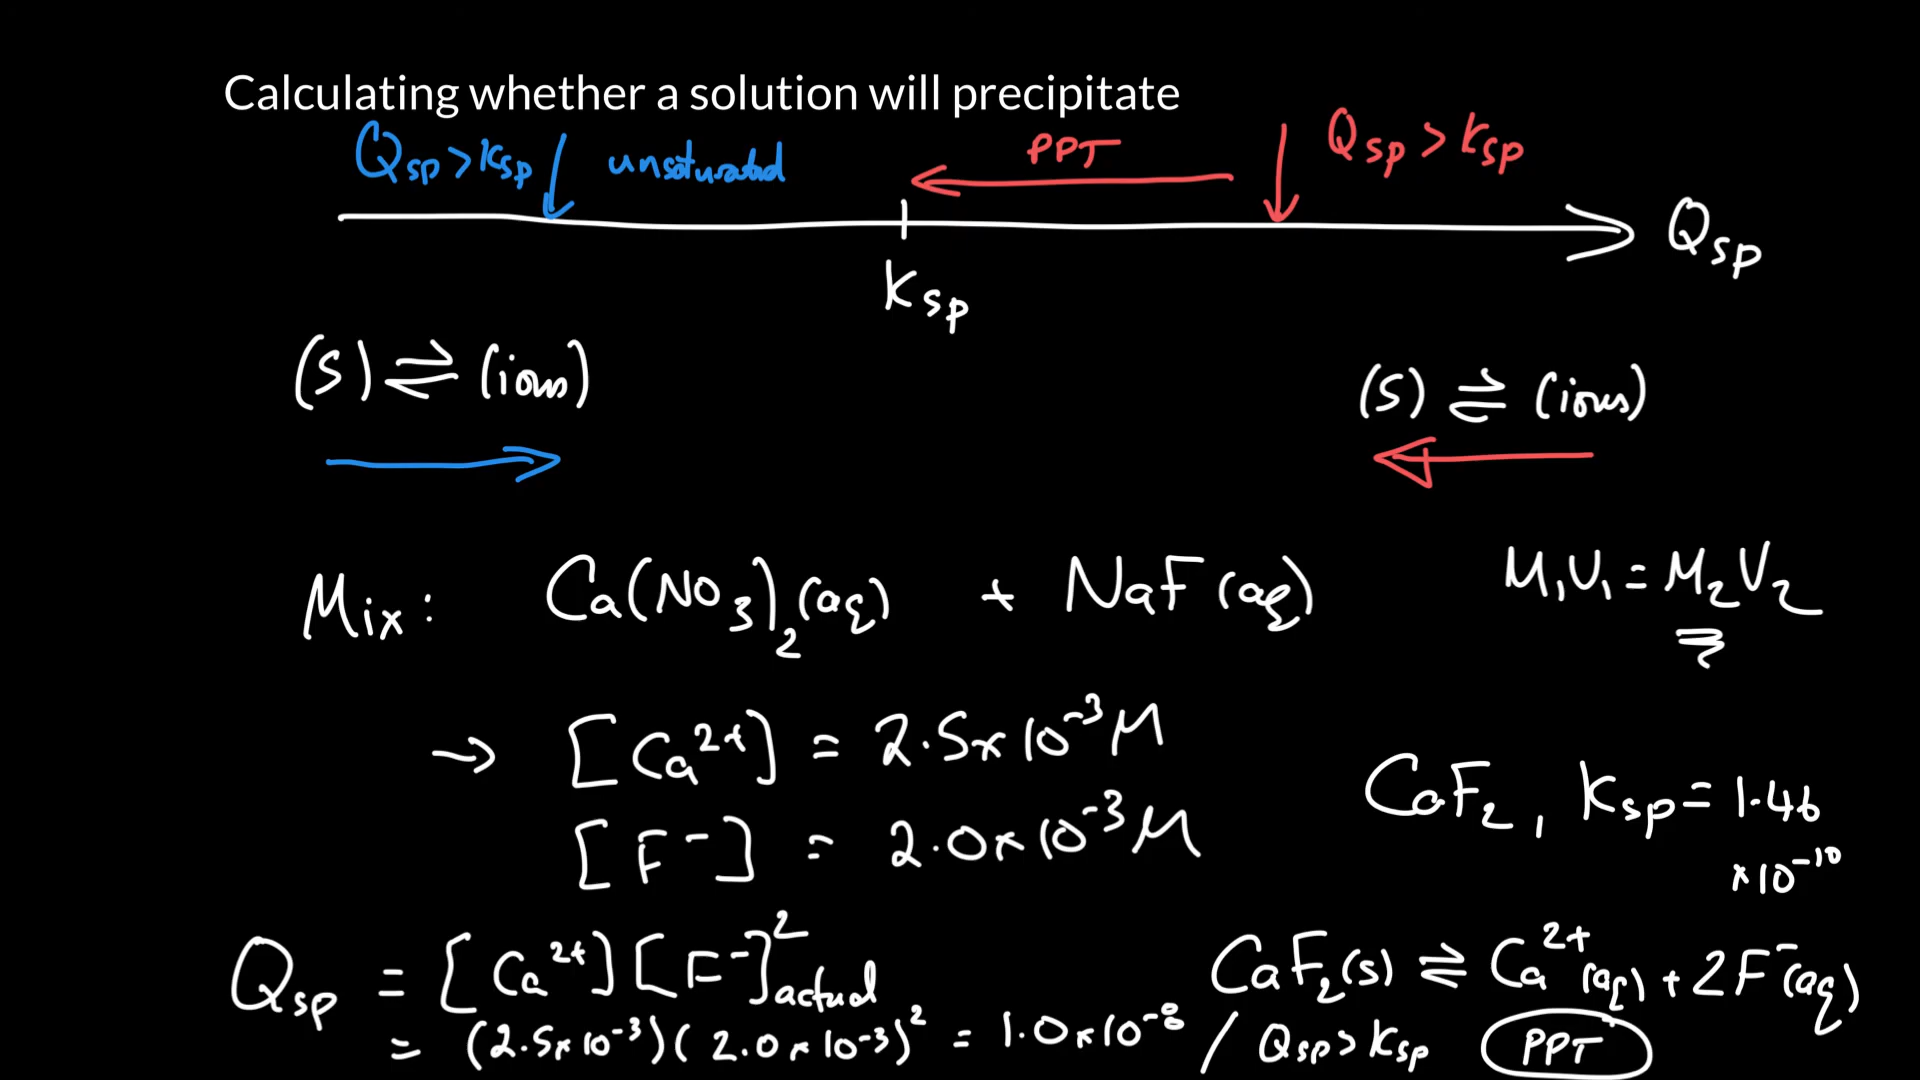 Calculating whether a solution will precipitate
Qsp > Ksp unsaturated PPT Qsp > Ksp
Qsp
Ksp
(S) ⇌ (ions) (S) ⇌ (ions)
Mix: Ca(NO₃)₂(aq) + NaF(aq) M₁V₁ = M₂V₂
→ [Ca²⁺] = 2.5×10⁻³M
CaF₂, Ksp = 1.46
×10⁻¹⁰
[F⁻] = 2.0×10⁻³M
Qsp = [Ca²⁺][F⁻]²actual CaF₂(s) ⇌ Ca²⁺(aq) + 2F⁻(aq)
= (2.5×10⁻³)(2.0×10⁻³)² = 1.0×10⁻⁸ / Qsp > Ksp PPT